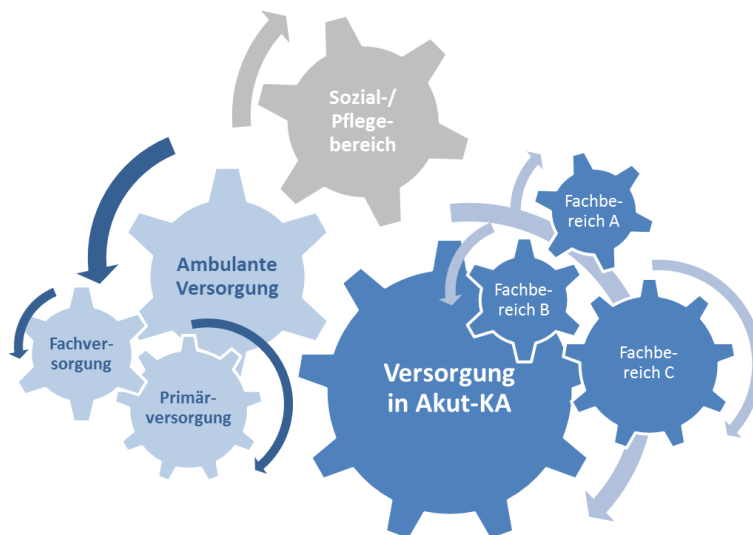 Sozial-/
Pflege-
bereich
Ambulante
Versorgung
Fachver-
sorgung
Primär-
versorgung
Versorgung
in Akut-KA
Fachbe-
reich A
Fachbe-
reich B
Fachbe-
reich C